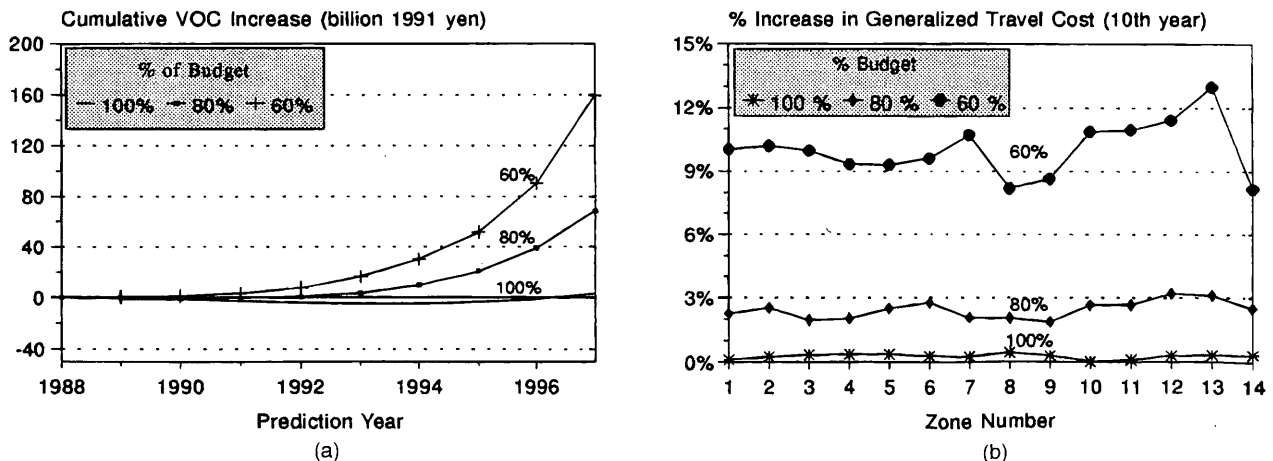 Cumulative VOC Increase (billion 1991 yen)
200
160
120
80
40
0
-40
% of Budget
100% 80% 60%
60%
80%
100%
1988 1990 1992 1994 1996
Prediction Year
(a)
% Increase in Generalized Travel Cost (10th year)
15%
12%
9%
6%
3%
0%
% Budget
100 % 80 % 60 %
60%
80%
100%
1 2 3 4 5 6 7 8 9 10 11 12 13 14
Zone Number
(b)